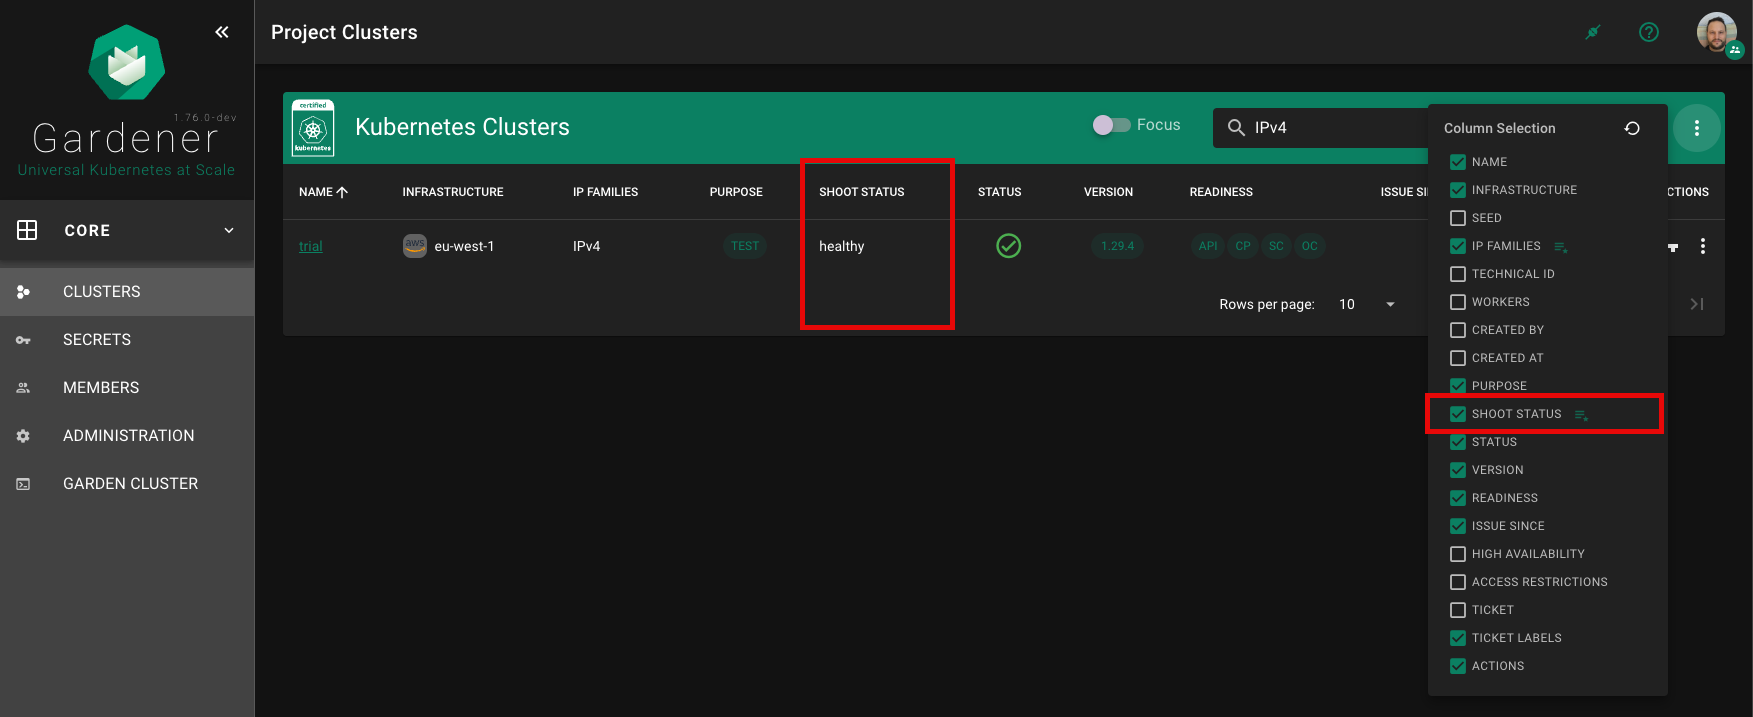 1.76.0-dev
Gardener
Universal Kubernetes at Scale
CORE
CLUSTERS
SECRETS
MEMBERS
ADMINISTRATION
GARDEN CLUSTER
Project Clusters
certified
kubernetes
Kubernetes Clusters
Focus
IPv4
NAME INFRASTRUCTURE IP FAMILIES PURPOSE SHOOT STATUS STATUS VERSION READINESS ISSUE SI CTIONS
trial aws eu-west-1 IPv4 TEST healthy 1.29.4 API CP SC OC
Rows per page: 10
Column Selection
NAME
INFRASTRUCTURE
SEED
IP FAMILIES
TECHNICAL ID
WORKERS
CREATED BY
CREATED AT
PURPOSE
SHOOT STATUS
STATUS
VERSION
READINESS
ISSUE SINCE
HIGH AVAILABILITY
ACCESS RESTRICTIONS
TICKET
TICKET LABELS
ACTIONS